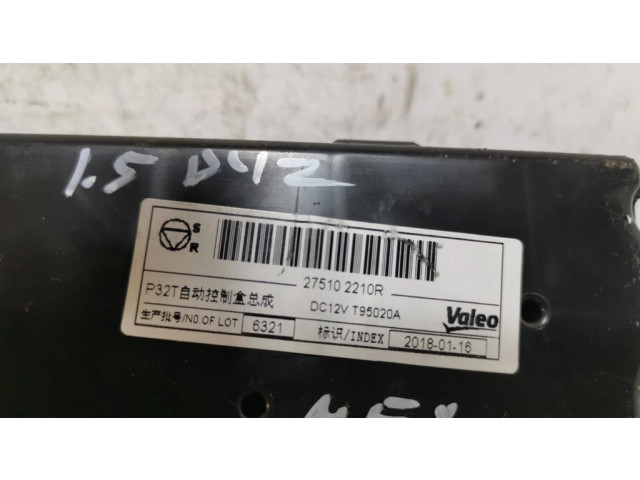 1.5
S
R
27510 2210R
P32T自动控制盒总成
DC12V T95020A
Valeo
生产批号/NO.OF LOT 6321
标识/INDEX 2018-01-16